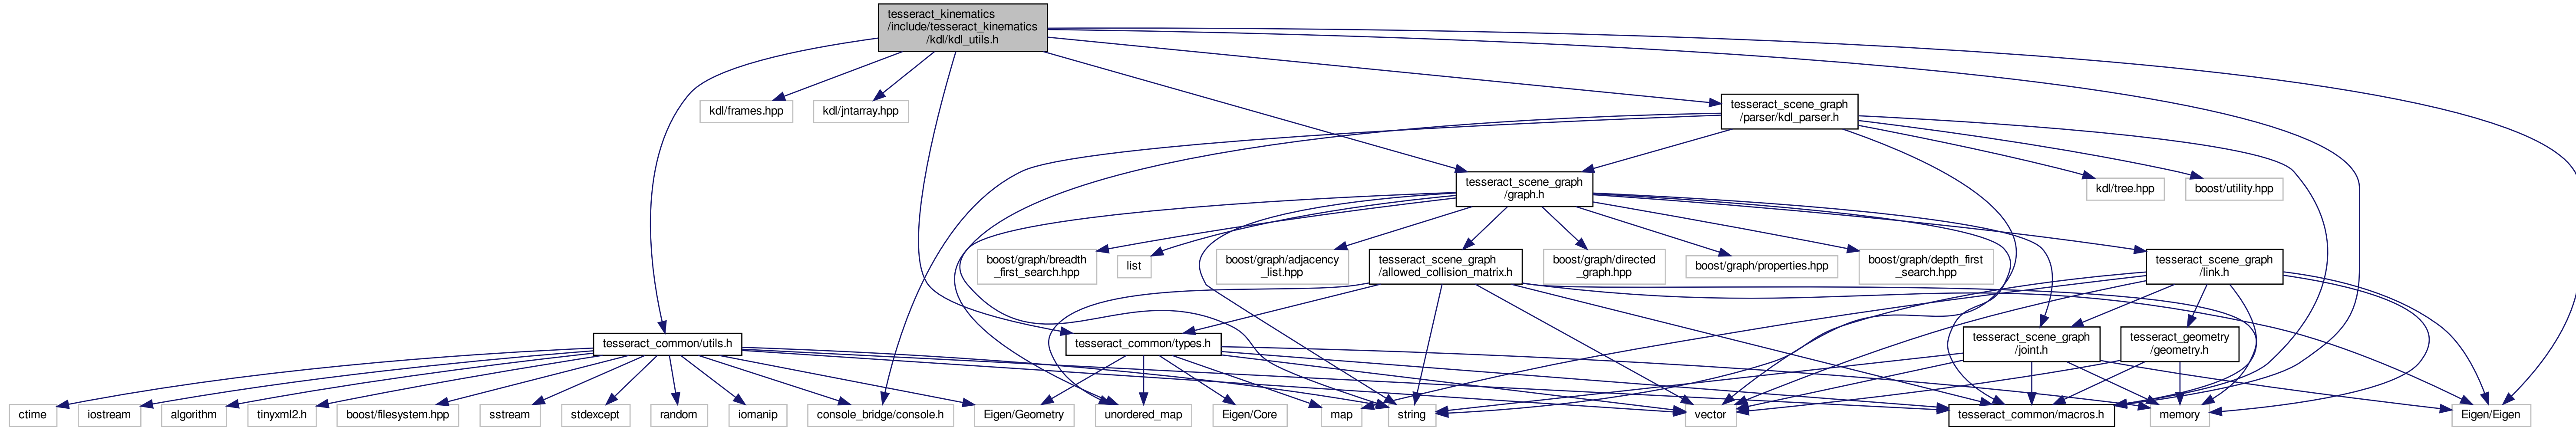 tesseract_kinematics
/include/tesseract_kinematics
/kdl/kdl_utils.h
kdl/frames.hpp
kdl/jntarray.hpp
tesseract_scene_graph
/parser/kdl_parser.h
tesseract_scene_graph
/graph.h
kdl/tree.hpp
boost/utility.hpp
boost/graph/breadth
_first_search.hpp
list
boost/graph/adjacency
_list.hpp
tesseract_scene_graph
/allowed_collision_matrix.h
boost/graph/directed
_graph.hpp
boost/graph/properties.hpp
boost/graph/depth_first
_search.hpp
tesseract_scene_graph
/link.h
tesseract_common/utils.h
tesseract_common/types.h
tesseract_scene_graph
/joint.h
tesseract_geometry
/geometry.h
ctime
iostream
algorithm
tinyxml2.h
boost/filesystem.hpp
sstream
stdexcept
random
iomanip
console_bridge/console.h
Eigen/Geometry
unordered_map
Eigen/Core
map
string
vector
tesseract_common/macros.h
memory
Eigen/Eigen